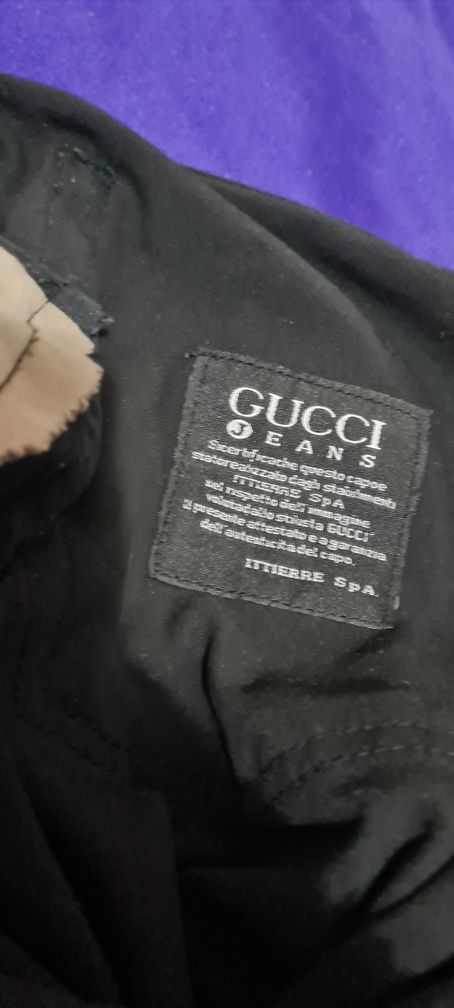 GUCCI
J EANS
Si certifica che questo capo e
stato realizzato dagli stabilimenti
ITTIERRE SpA
nel rispetto dell' immagine
voluta dallo stilista GUCCI
il presente attestato e a garanzia
dell' autenticità del capo.
ITTIERRE SpA